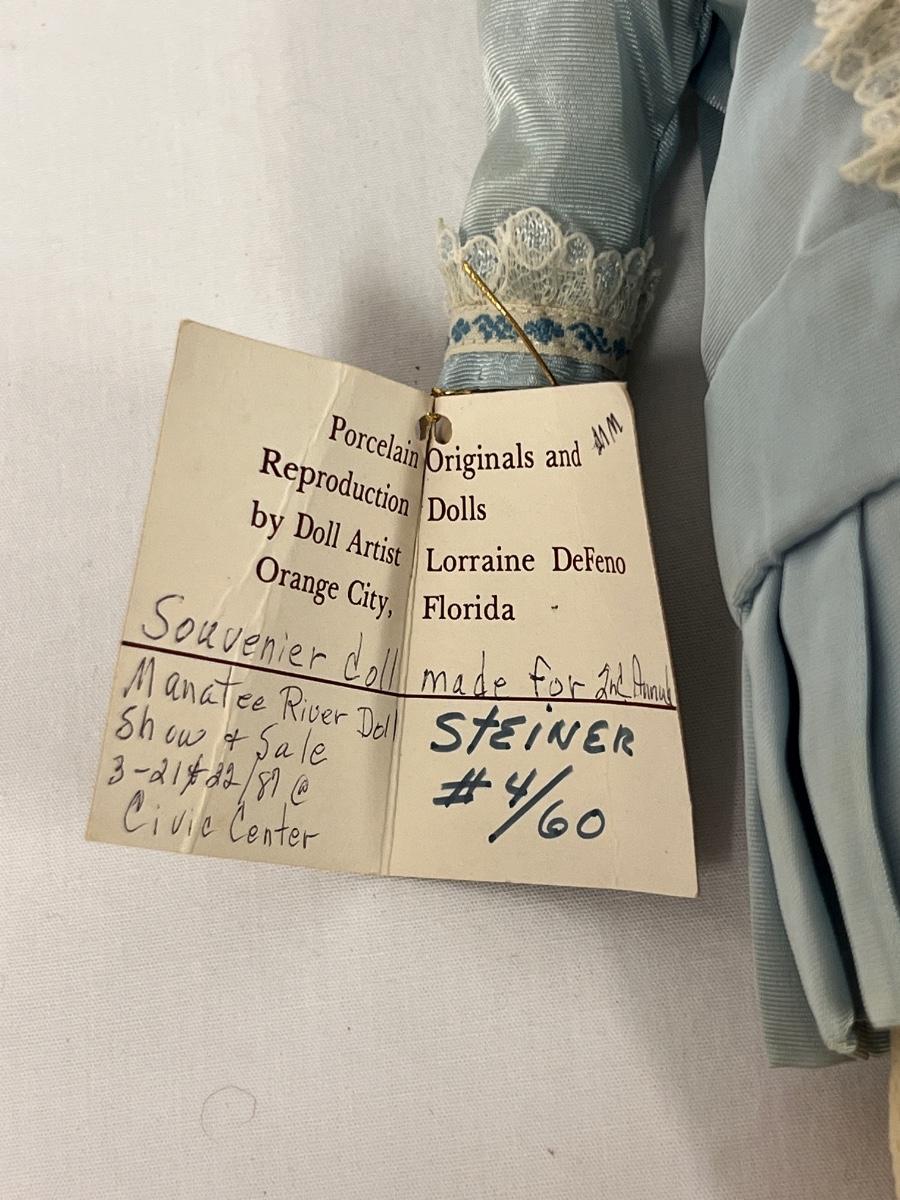 Porcelain Originals and
Reproduction Dolls
by Doll Artist Lorraine DeFeno
Orange City, Florida
Souvenier doll made for 2nd Annual
Manatee River Doll
Show & Sale
3-21&22/87 @
Civic Center
STEINER
#4/60